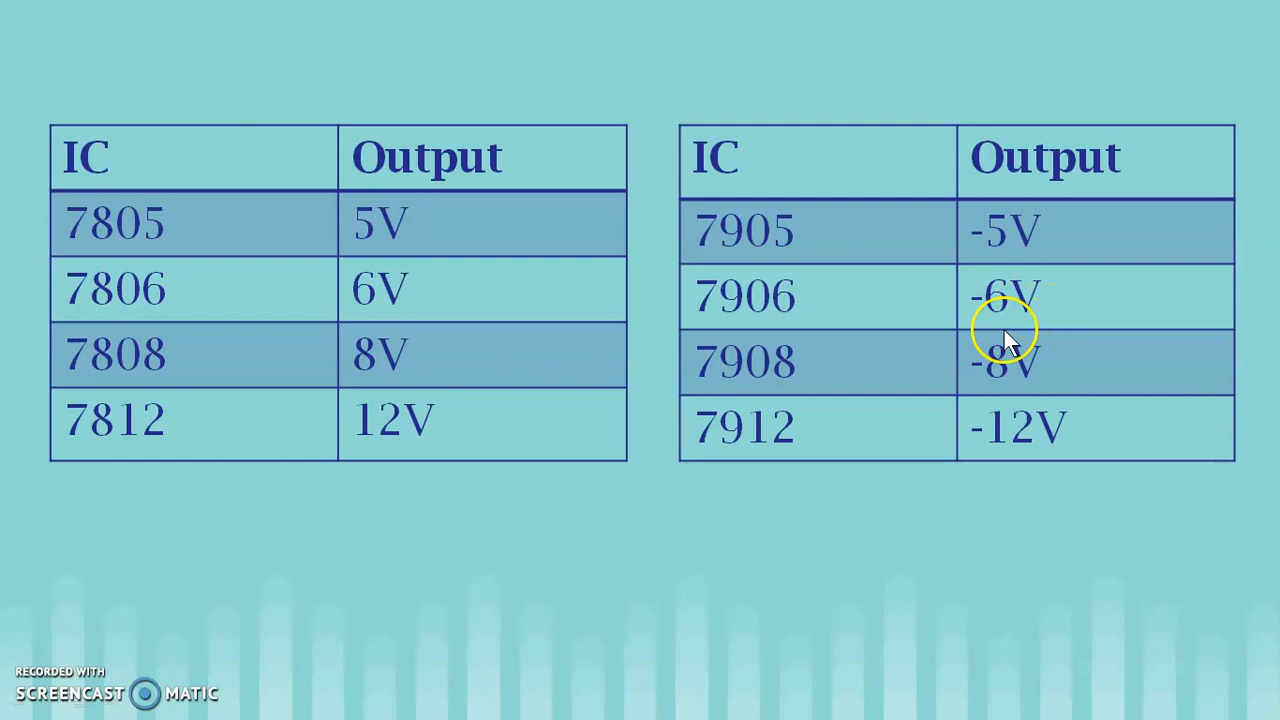 IC Output
7805 5V
7806 6V
7808 8V
7812 12V
IC Output
7905 -5V
7906 -6V
7908 -8V
7912 -12V
RECORDED WITH
SCREENCAST MATIC